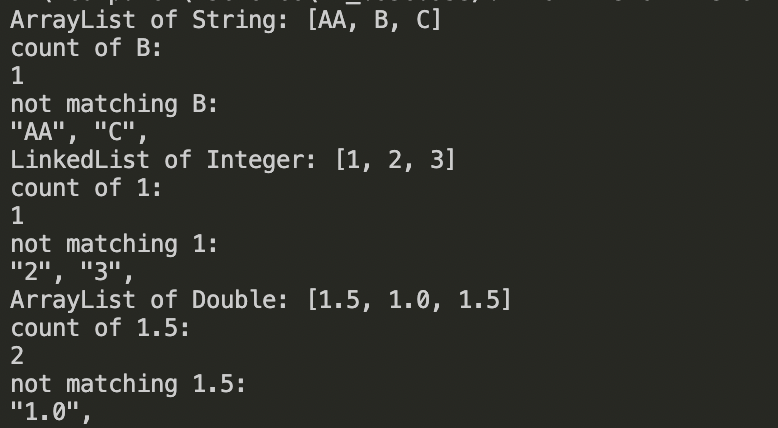 ArrayList of String: [AA, B, C]
count of B:
1
not matching B:
"AA", "C",
LinkedList of Integer: [1, 2, 3]
count of 1:
1
not matching 1:
"2", "3",
ArrayList of Double: [1.5, 1.0, 1.5]
count of 1.5:
2
not matching 1.5:
"1.0",